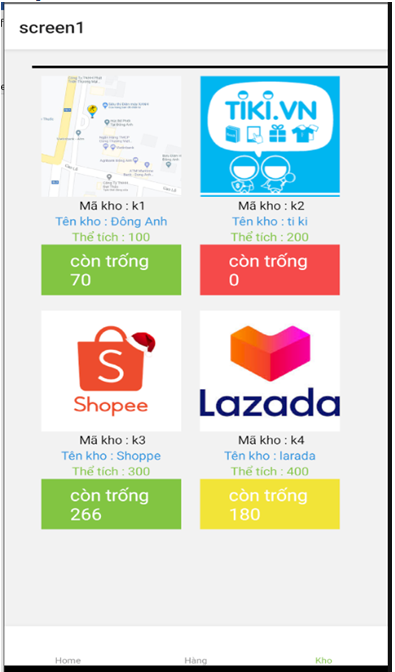 screen1
TIKI.VN
Mã kho : k1
Tên kho : Đông Anh
Thể tích : 100
còn trống
70
Mã kho : k2
Tên kho : ti ki
Thể tích : 200
còn trống
0
Shopee
Mã kho : k3
Tên kho : Shoppe
Thể tích : 300
còn trống
266
Lazada
Mã kho : k4
Tên kho : larada
Thể tích : 400
còn trống
180
Home
Hàng
Kho